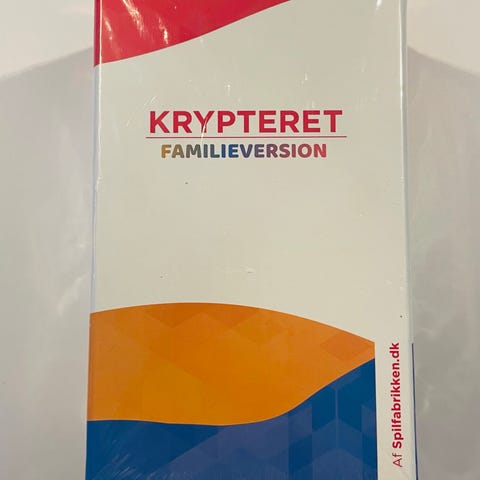 KRYPTERET
FAMILIEVERSION
Af Spilfabrikken.dk